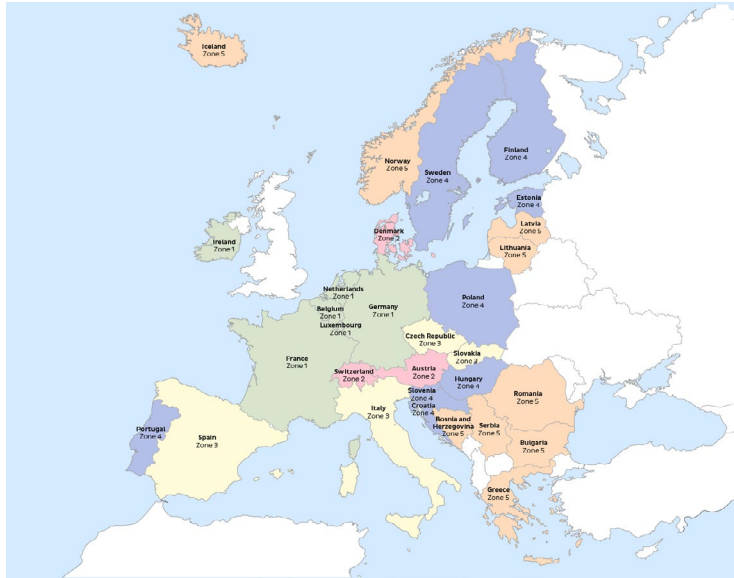 Iceland
Zone 5
Norway
Zone 5
Sweden
Zone 4
Finland
Zone 4
Estonia
Zone 4
Latvia
Zone 5
Lithuania
Zone 5
Denmark
Zone 2
Ireland
Zone 1
Netherlands
Zone 1
Belgium
Zone 1
Luxembourg
Zone 1
Germany
Zone 1
Poland
Zone 4
Czech Republic
Zone 3
Slovakia
Zone 3
France
Zone 1
Switzerland
Zone 2
Austria
Zone 2
Hungary
Zone 4
Slovenia
Zone 4
Croatia
Zone 4
Romania
Zone 5
Italy
Zone 3
Bosnia and
Herzegovina
Zone 5
Serbia
Zone 5
Bulgaria
Zone 5
Portugal
Zone 4
Spain
Zone 3
Greece
Zone 5